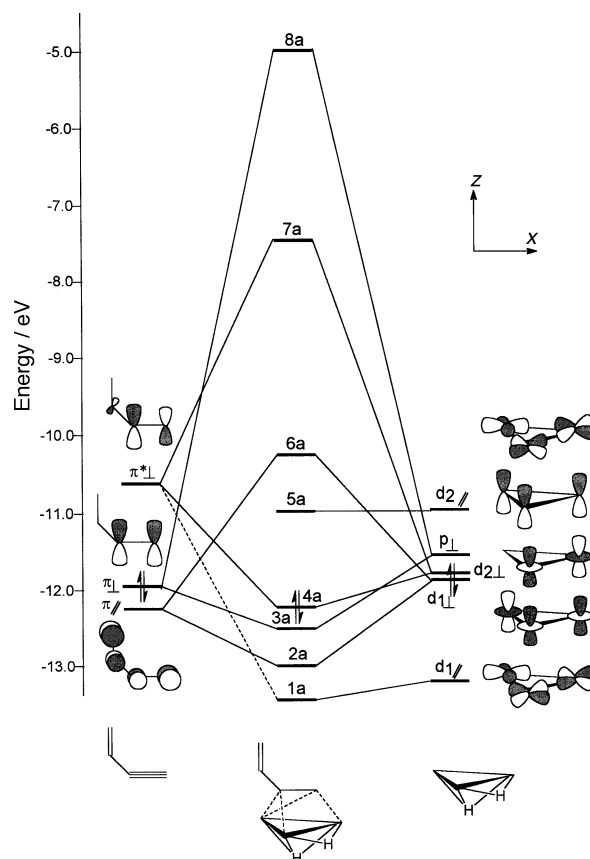 8a
-5.0
z
-6.0
x
-7.0
7a
-8.0
Energy / eV
-9.0
-10.0
6a
π*⊥
5a
d2∥
-11.0
p⊥
π⊥
d2⊥
-12.0
4a
π∥
3a
d1⊥
2a
-13.0
1a
d1∥
H
H
H
H